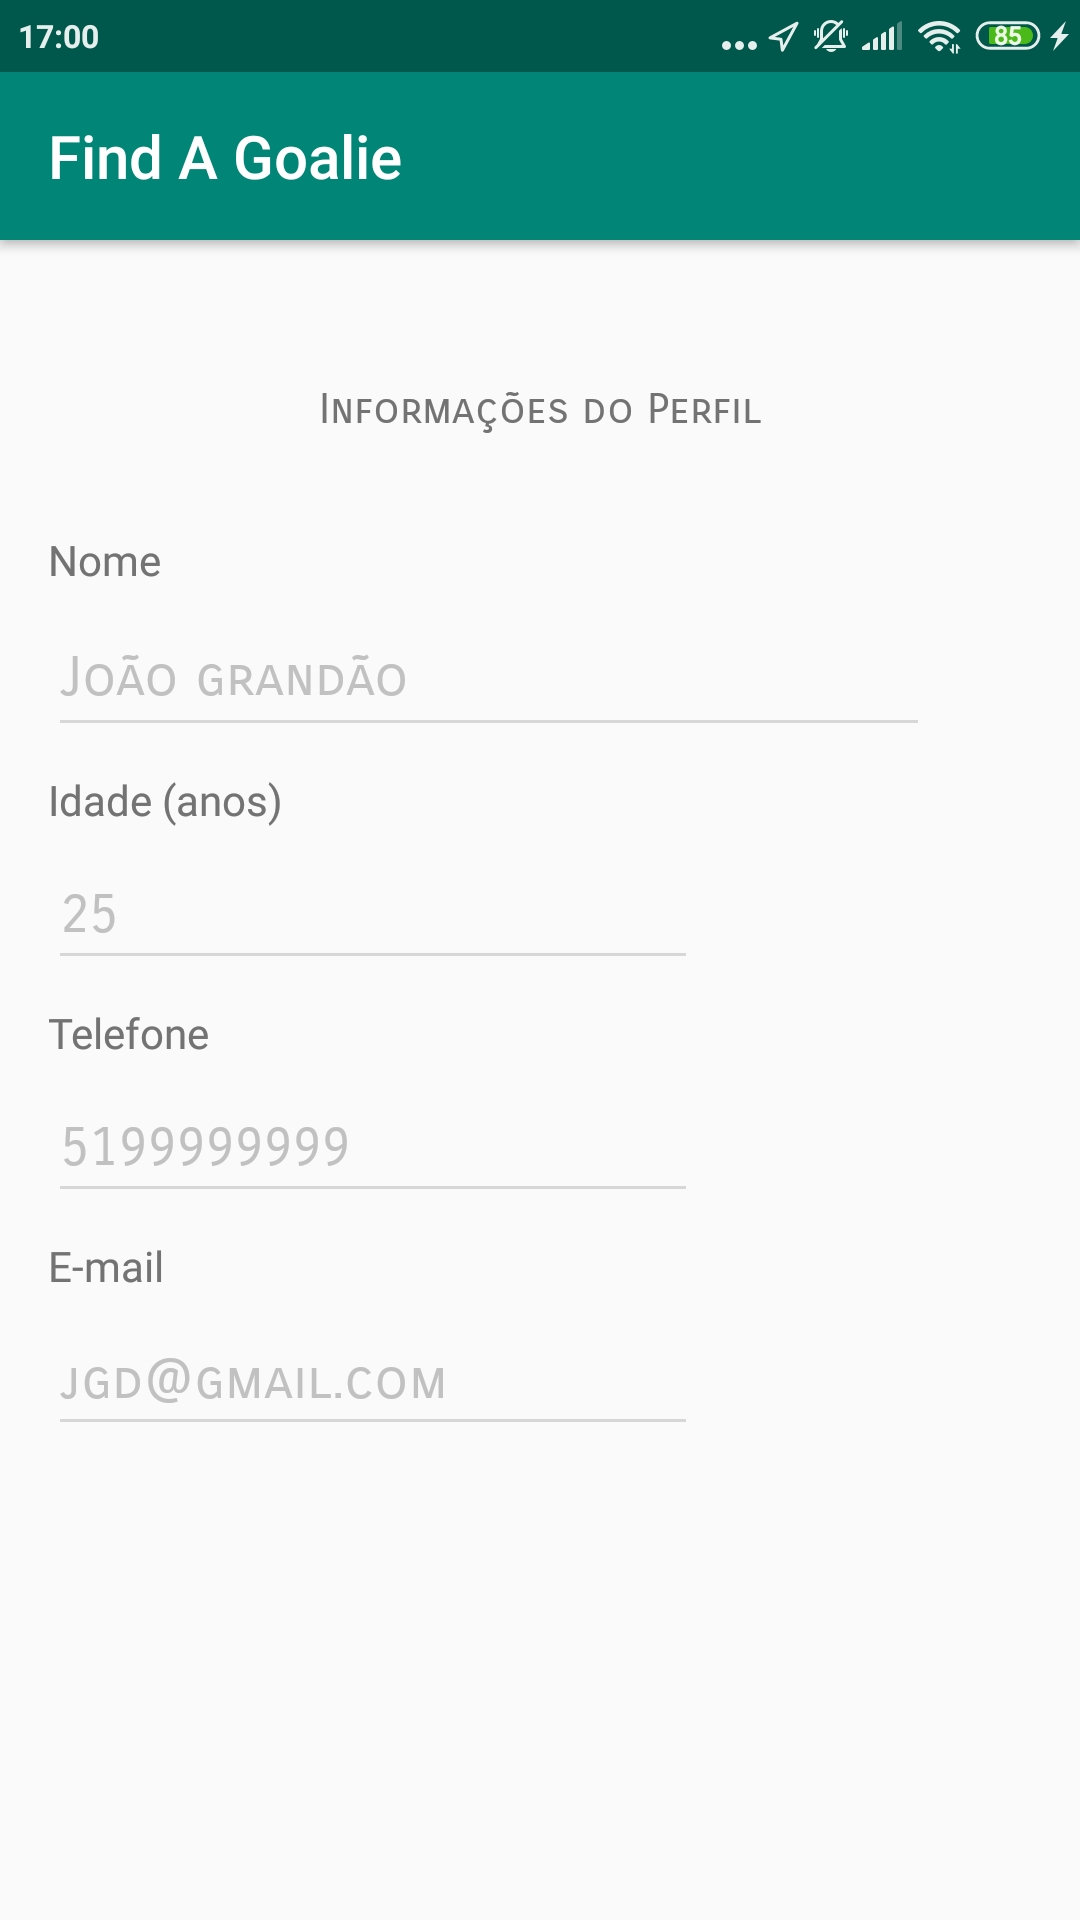 17:00
85
Find A Goalie
Informações do Perfil
Nome
João grandão
Idade (anos)
25
Telefone
5199999999
E-mail
jgd@gmail.com